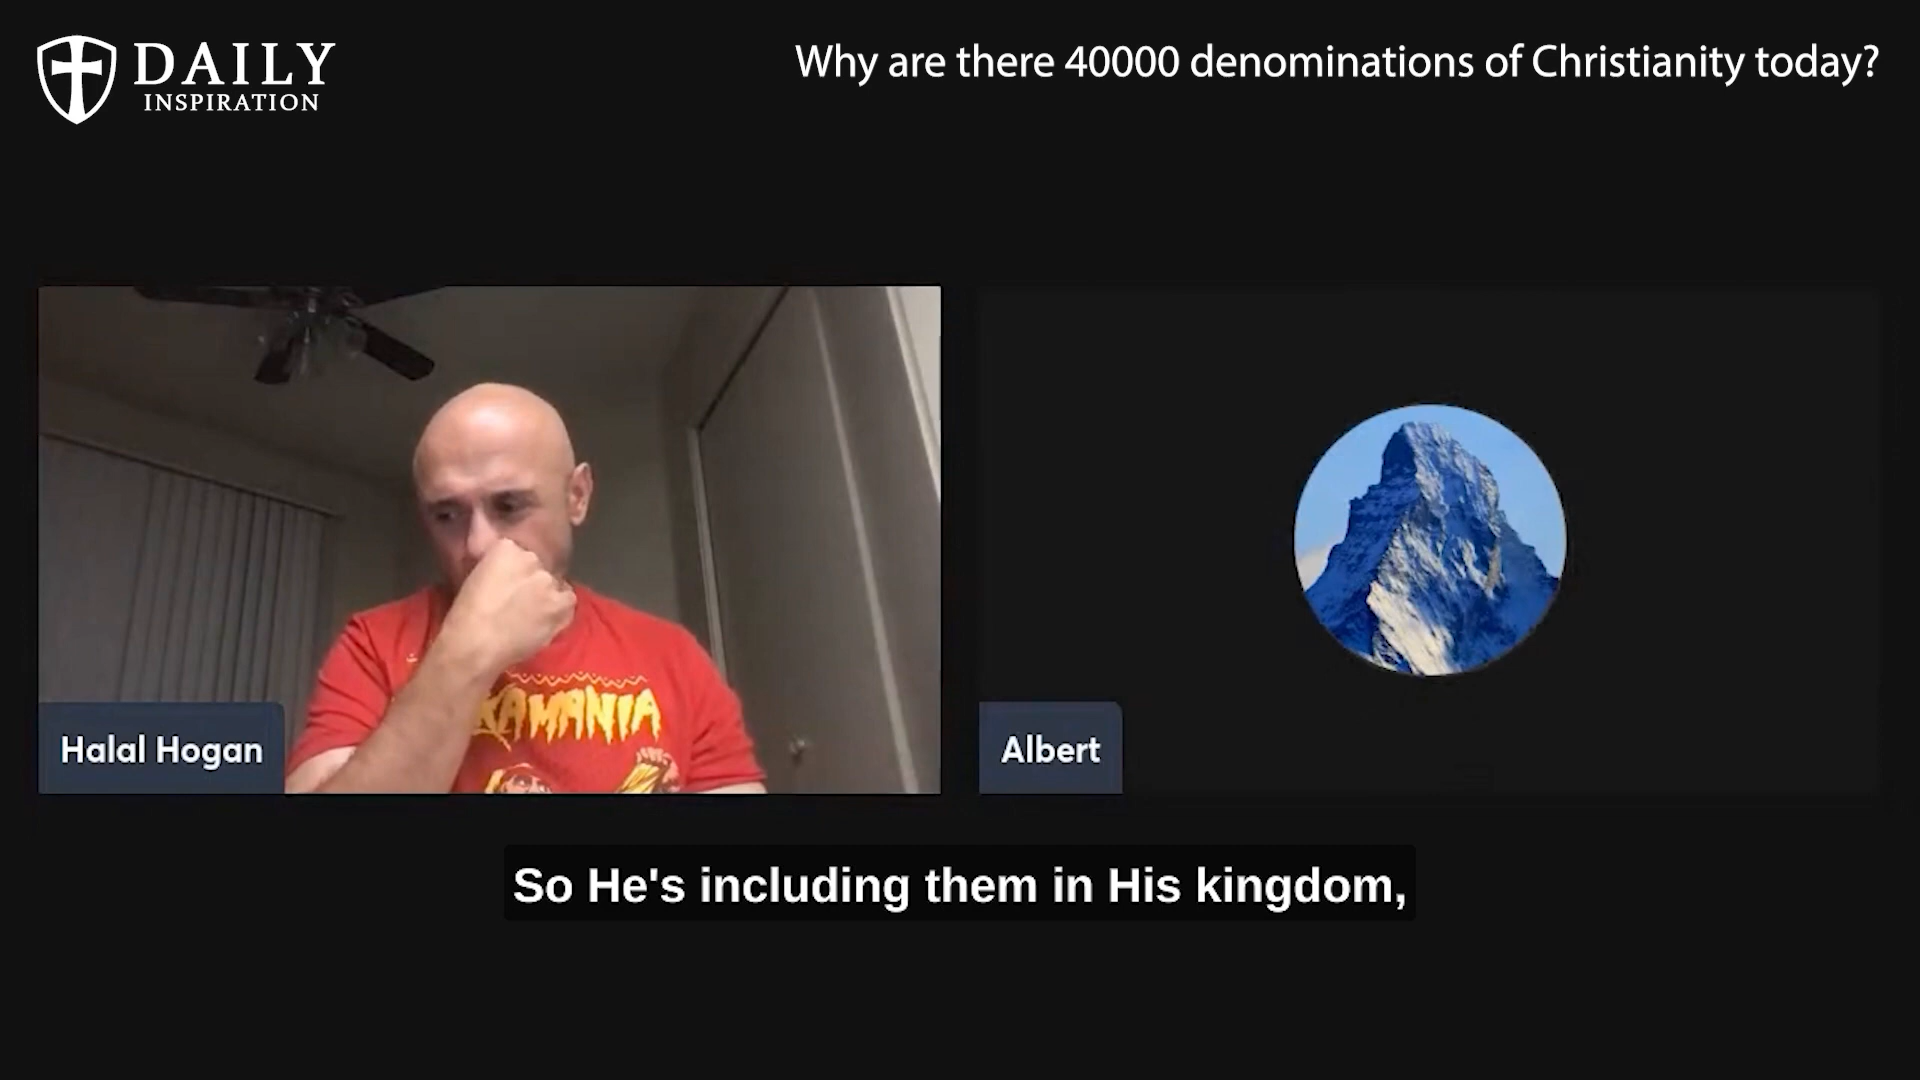 DAILY
INSPIRATION
Why are there 40000 denominations of Christianity today?
KAMANIA
Halal Hogan
Albert
So He's including them in His kingdom,